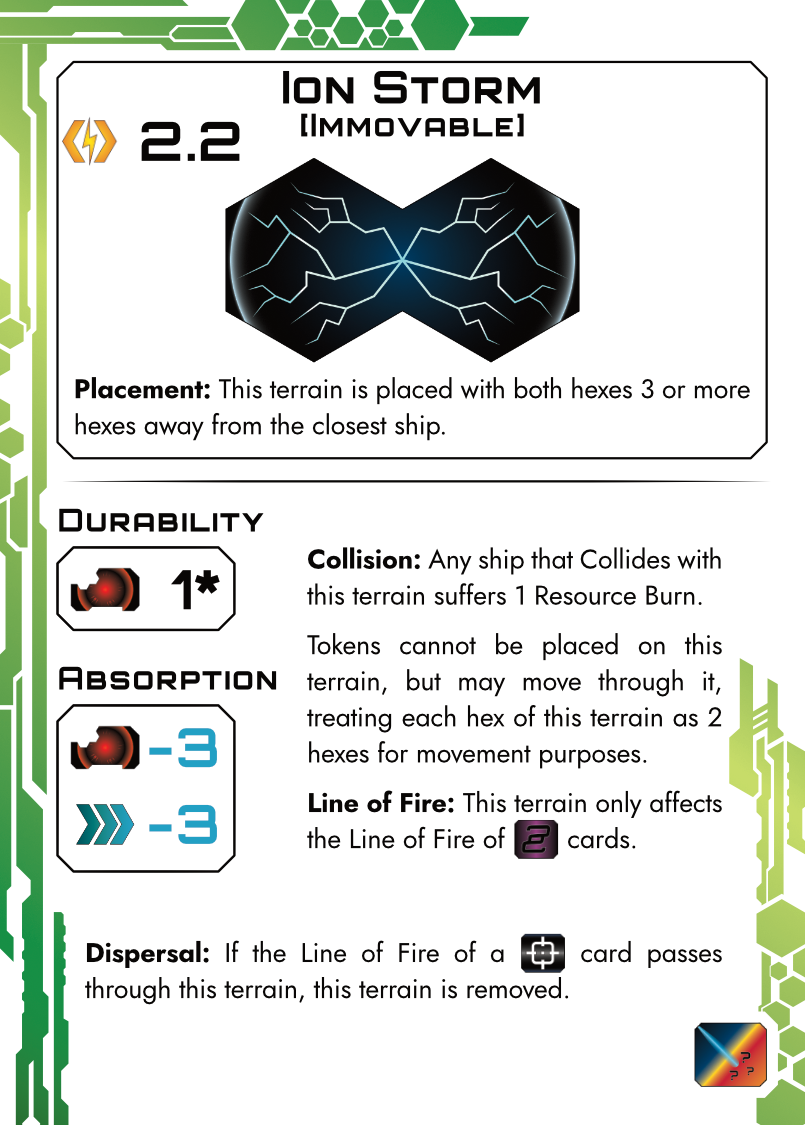 Ion Storm
[Immovable]
2.2
Placement: This terrain is placed with both hexes 3 or more
hexes away from the closest ship.
Durability
1*
Absorption
-3
-3
Collision: Any ship that Collides with
this terrain suffers 1 Resource Burn.
Tokens cannot be placed on this
terrain, but may move through it,
treating each hex of this terrain as 2
hexes for movement purposes.
Line of Fire: This terrain only affects
the Line of Fire of 2 cards.
Dispersal: If the Line of Fire of a card passes
through this terrain, this terrain is removed.
? ? ?